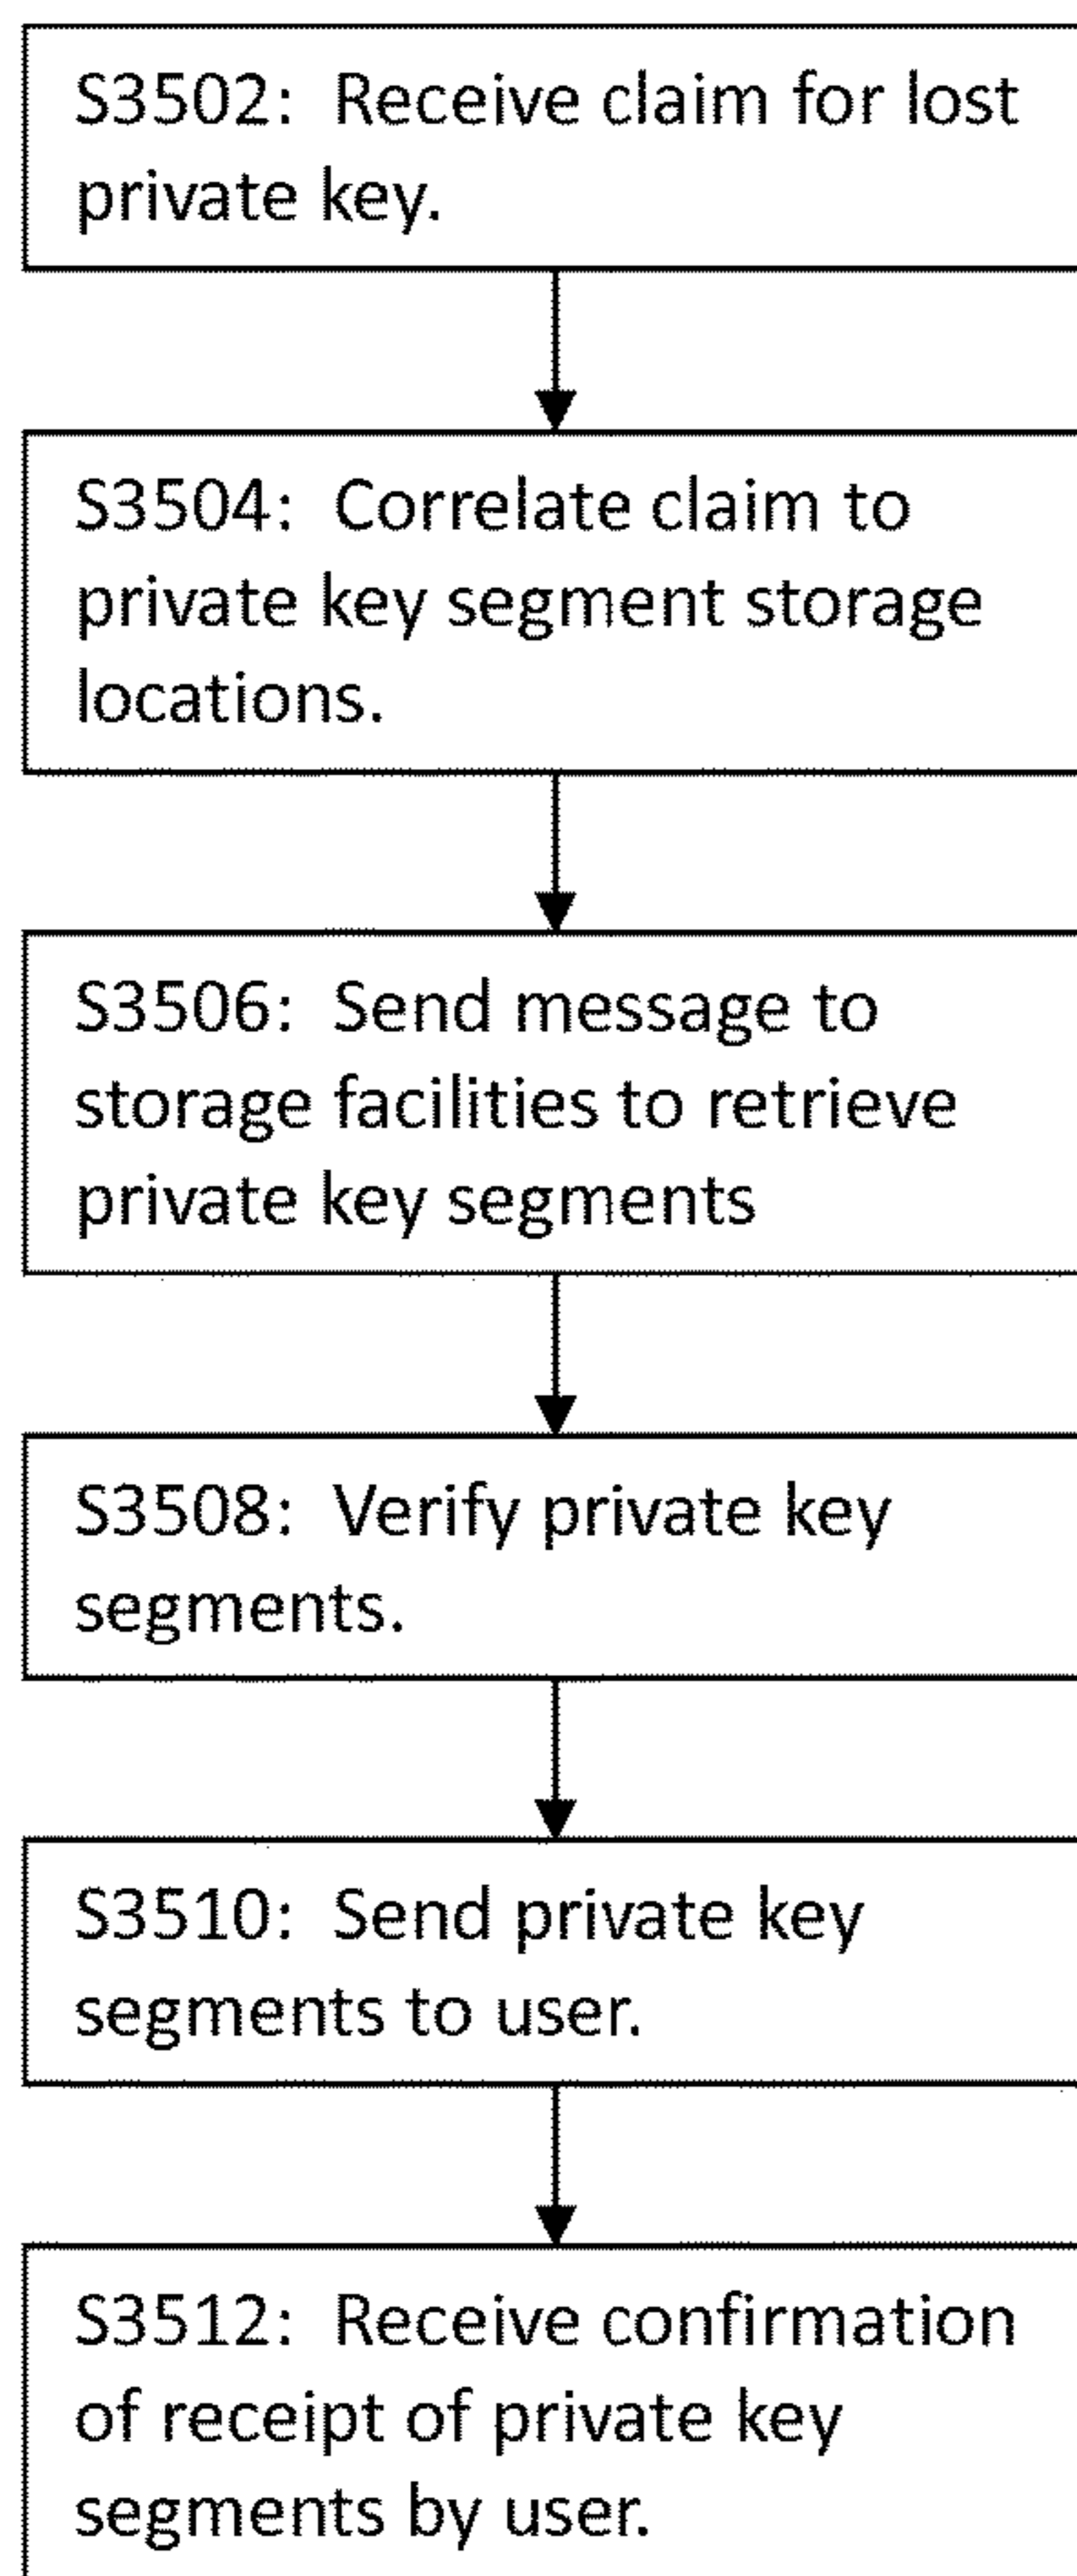 S3502: Receive claim for lost
private key.
S3504: Correlate claim to
private key segment storage
locations.
S3506: Send message to
storage facilities to retrieve
private key segments
S3508: Verify private key
segments.
S3510: Send private key
segments to user.
S3512: Receive confirmation
of receipt of private key
segments by user.